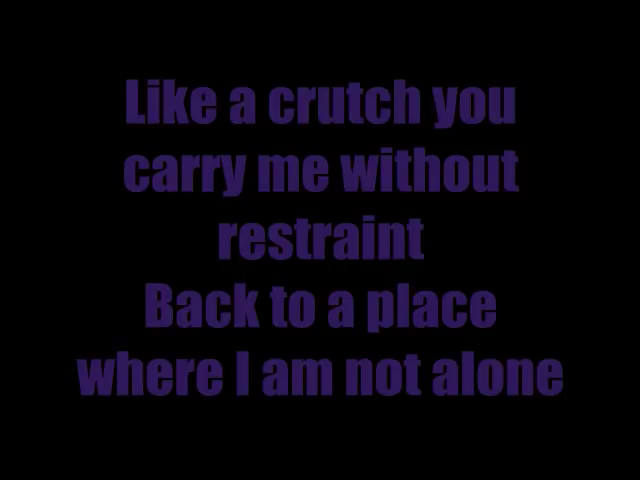 Like a crutch you
carry me without
restraint
Back to a place
where I am not alone